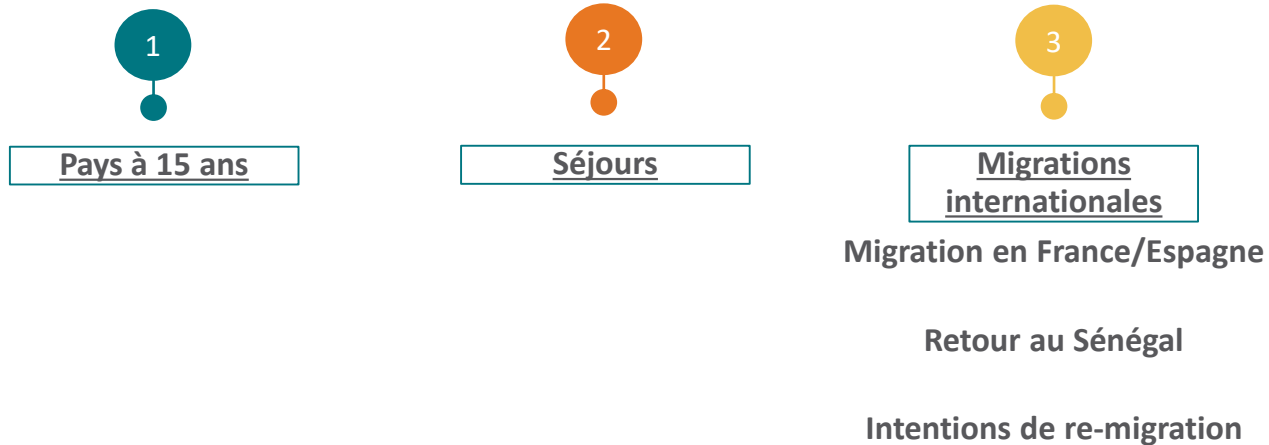 1
Pays à 15 ans
2
Séjours
3
Migrations
internationales
Migration en France/Espagne
Retour au Sénégal
Intentions de re-migration